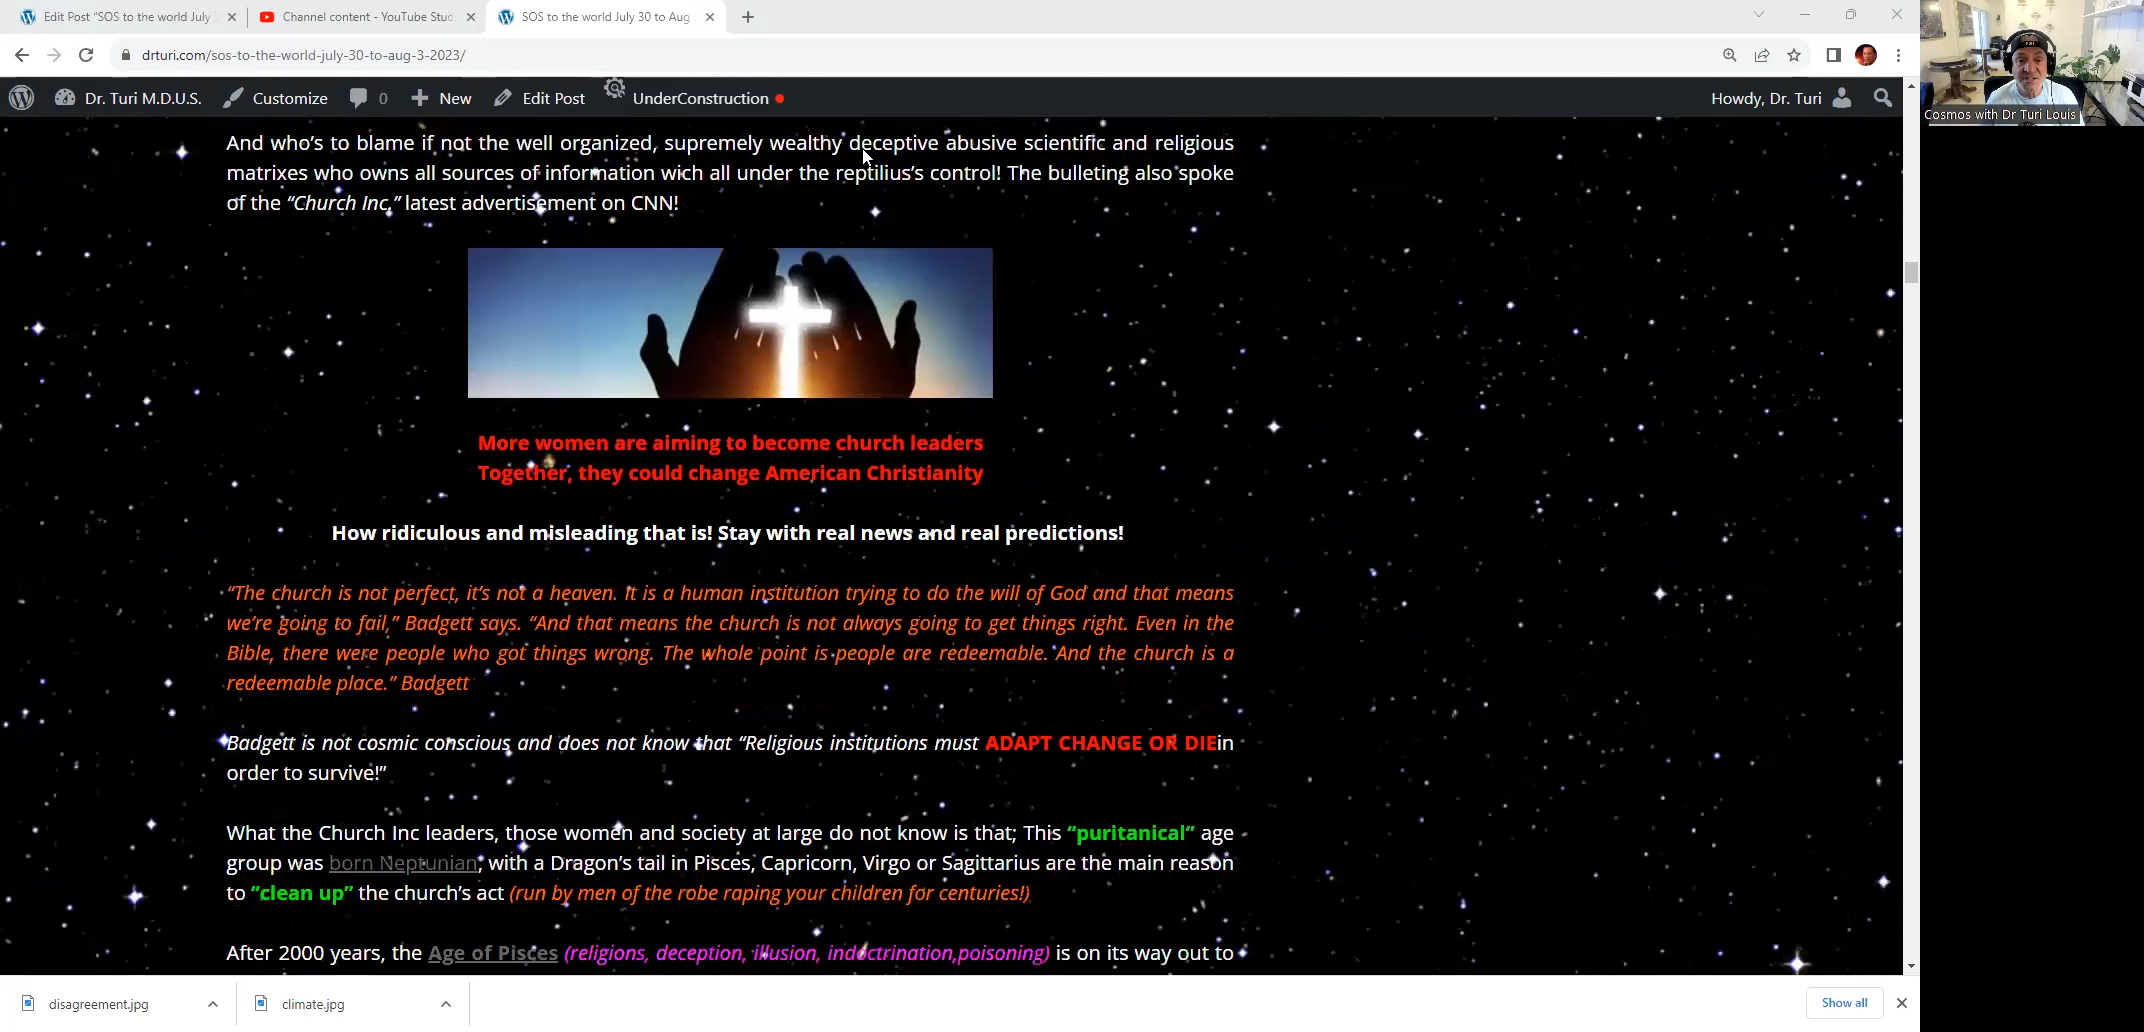 Edit Post “SOS to the world July
Channel content - YouTube Stu
SOS to the world July 30 to Aug
drturi.com/sos-to-the-world-july-30-to-aug-3-2023/
Dr. Turi M.D.U.S.
Customize
0
New
Edit Post
UnderConstruction
Howdy, Dr. Turi
Cosmos with Dr Turi Louis
And who’s to blame if not the well organized, supremely wealthy deceptive abusive scientific and religious
matrixes who owns all sources of information wich all under the reptilius’s control! The bulleting also spoke
of the “Church Inc.” latest advertisement on CNN!
More women are aiming to become church leaders
Together, they could change American Christianity
How ridiculous and misleading that is! Stay with real news and real predictions!
“The church is not perfect, it’s not a heaven. It is a human institution trying to do the will of God and that means
we’re going to fail,” Badgett says. “And that means the church is not always going to get things right. Even in the
Bible, there were people who got things wrong. The whole point is people are redeemable. And the church is a
redeemable place.” Badgett
Badgett is not cosmic conscious and does not know that “Religious institutions must ADAPT CHANGE OR DIEin
order to survive!”
What the Church Inc leaders, those women and society at large do not know is that; This “puritanical” age
group was born Neptunian, with a Dragon’s tail in Pisces, Capricorn, Virgo or Sagittarius are the main reason
to “clean up” the church’s act (run by men of the robe raping your children for centuries!)
After 2000 years, the Age of Pisces (religions, deception, illusion, indoctrination,poisoning) is on its way out to
disagreement.jpg
climate.jpg
Show all